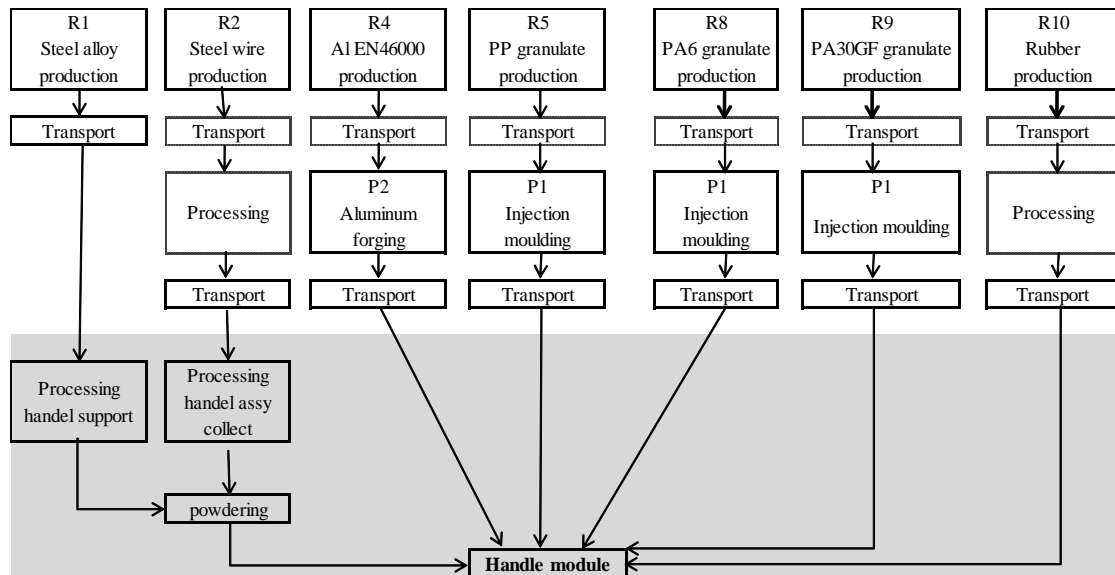 R1
Steel alloy
production
R2
Steel wire
production
R4
Al EN46000
production
R5
PP granulate
production
R8
PA6 granulate
production
R9
PA30GF granulate
production
R10
Rubber
production
Transport
Transport
Transport
Transport
Transport
Transport
Transport
Processing
P2
Aluminum
forging
P1
Injection
moulding
P1
Injection
moulding
P1
Injection moulding
Processing
Transport
Transport
Transport
Transport
Transport
Transport
Processing
handel support
Processing
handel assy
collect
powdering
Handle module